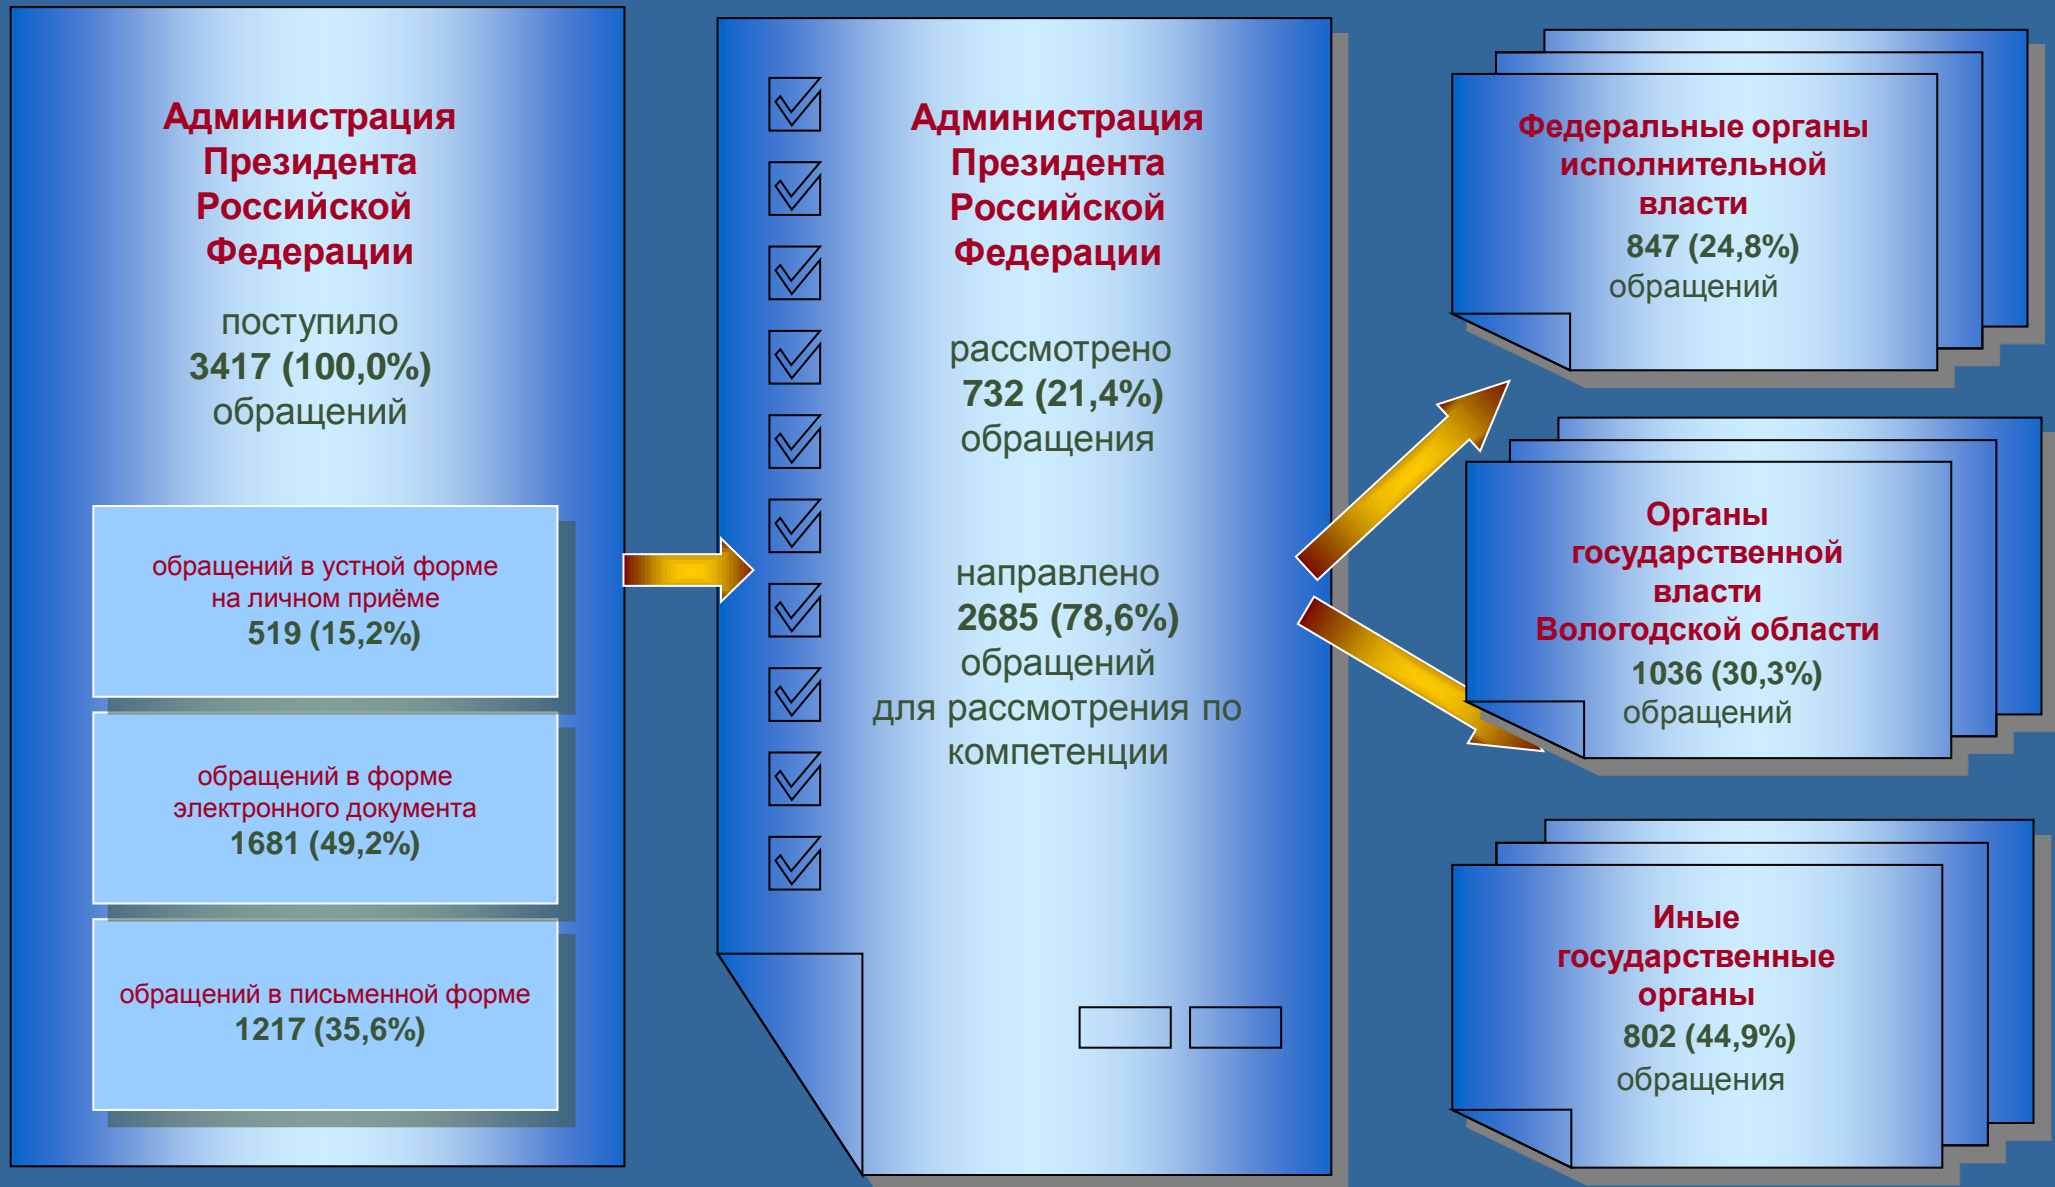 Администрация
Президента
Российской
Федерации
поступило
3417 (100,0%)
обращений
обращений в устной форме
на личном приёме
519 (15,2%)
обращений в форме
электронного документа
1681 (49,2%)
обращений в письменной форме
1217 (35,6%)
Администрация
Президента
Российской
Федерации
рассмотрено
732 (21,4%)
обращения
направлено
2685 (78,6%)
обращений
для рассмотрения по
компетенции
Федеральные органы
исполнительной
власти
847 (24,8%)
обращений
Органы
государственной
власти
Вологодской области
1036 (30,3%)
обращений
Иные
государственные
органы
802 (44,9%)
обращения